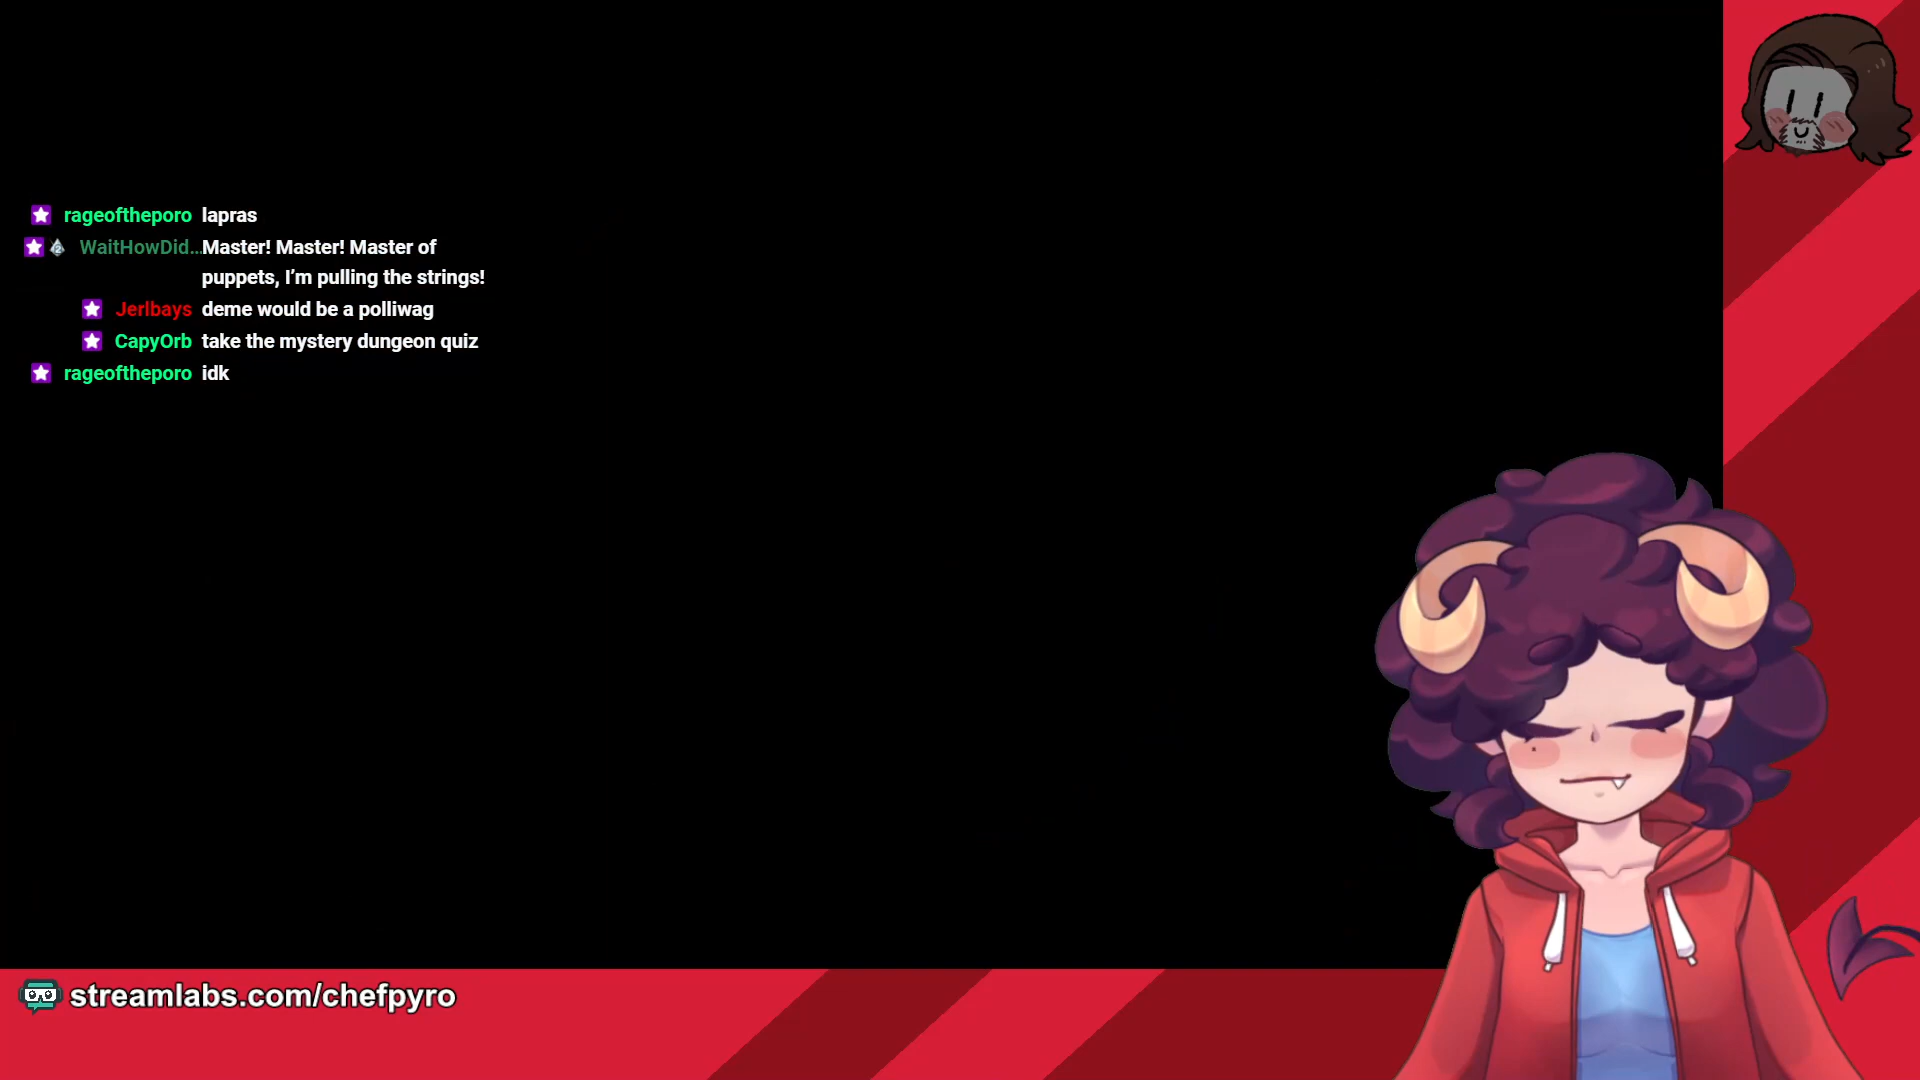 rageoftheporo lapras
WaitHowDid... Master! Master! Master of
puppets, I’m pulling the strings!
Jerlbays deme would be a polliwag
CapyOrb take the mystery dungeon quiz
rageoftheporo idk
streamlabs.com/chefpyro